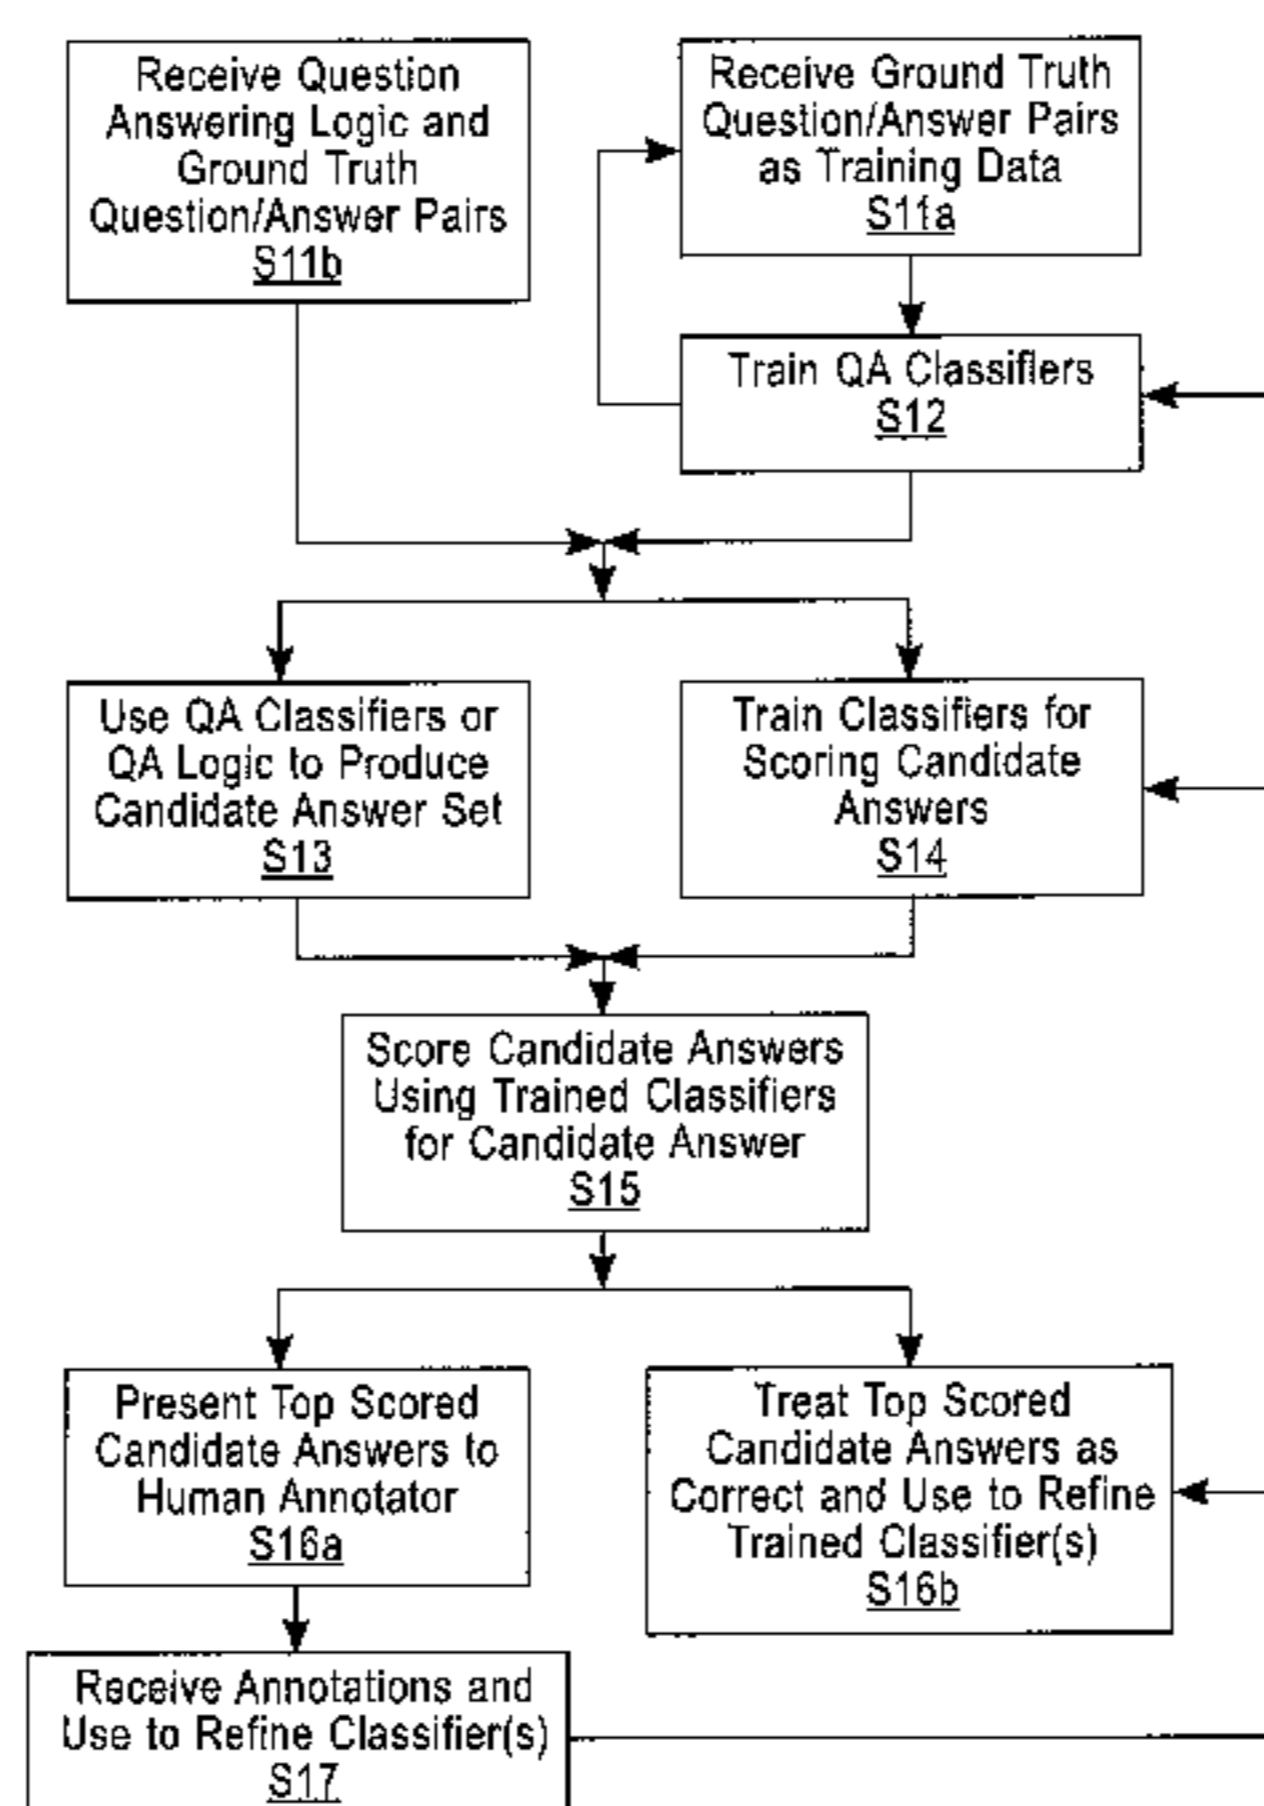 Receive Question
Answering Logic and
Ground Truth
Question/Answer Pairs
S11b
Receive Ground Truth
Question/Answer Pairs
as Training Data
S11a
Train QA Classifiers
S12
Use QA Classifiers or
QA Logic to Produce
Candidate Answer Set
S13
Train Classifiers for
Scoring Candidate
Answers
S14
Score Candidate Answers
Using Trained Classifiers
for Candidate Answer
S15
Present Top Scored
Candidate Answers to
Human Annotator
S16a
Treat Top Scored
Candidate Answers as
Correct and Use to Refine
Trained Classifier(s)
S16b
Receive Annotations and
Use to Refine Classifier(s)
S17